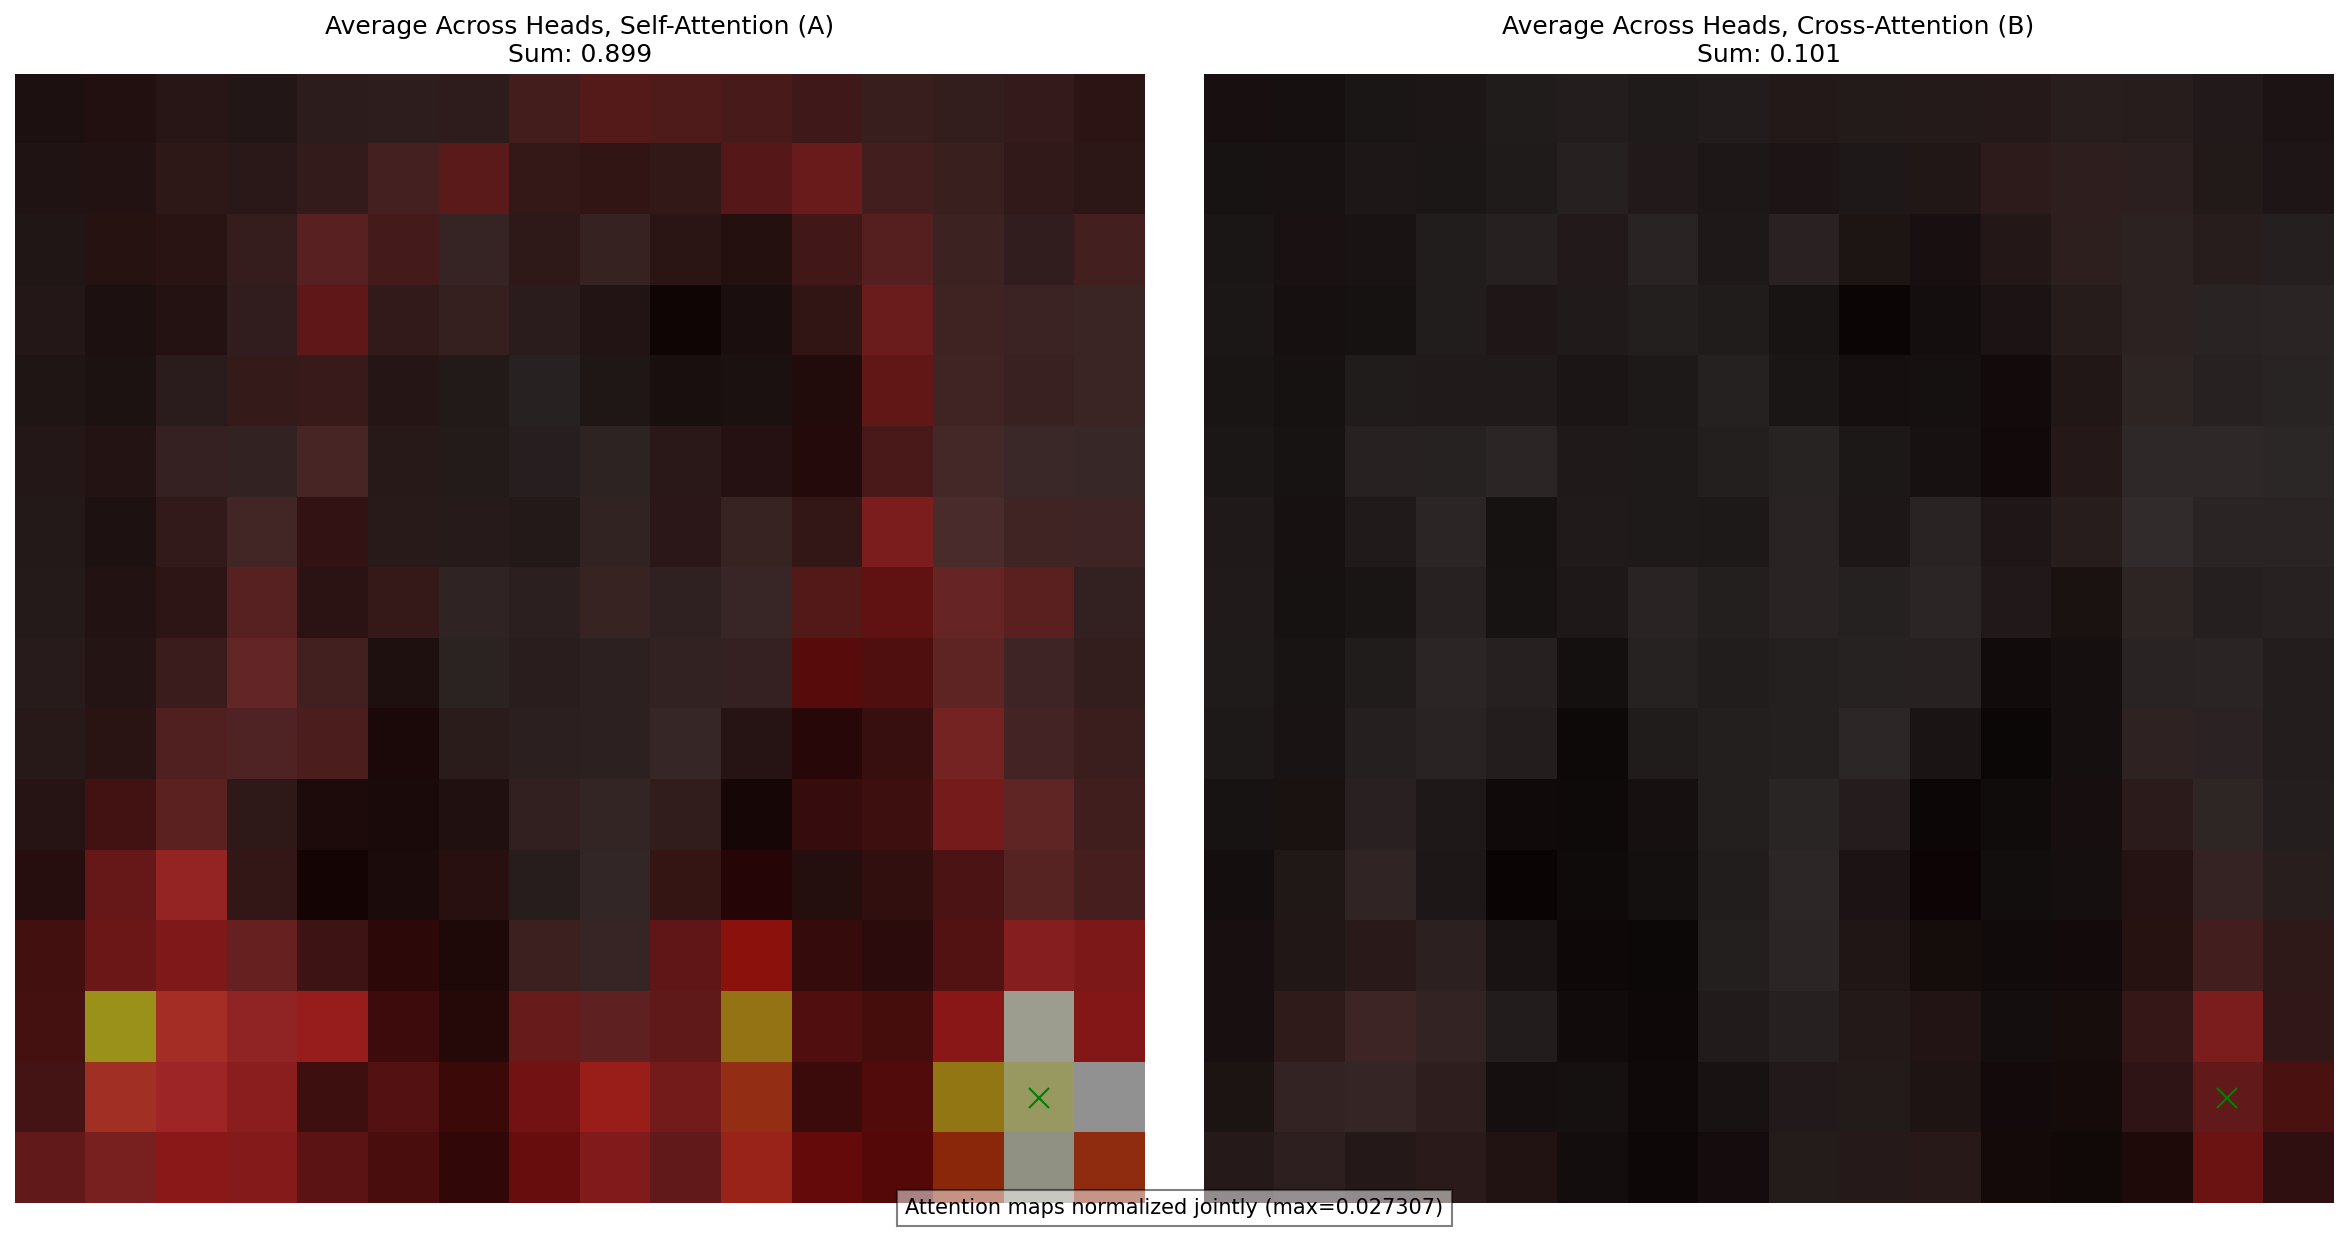 Average Across Heads, Self-Attention (A)
Sum: 0.899
Average Across Heads, Cross-Attention (B)
Sum: 0.101
Attention maps normalized jointly (max=0.027307)